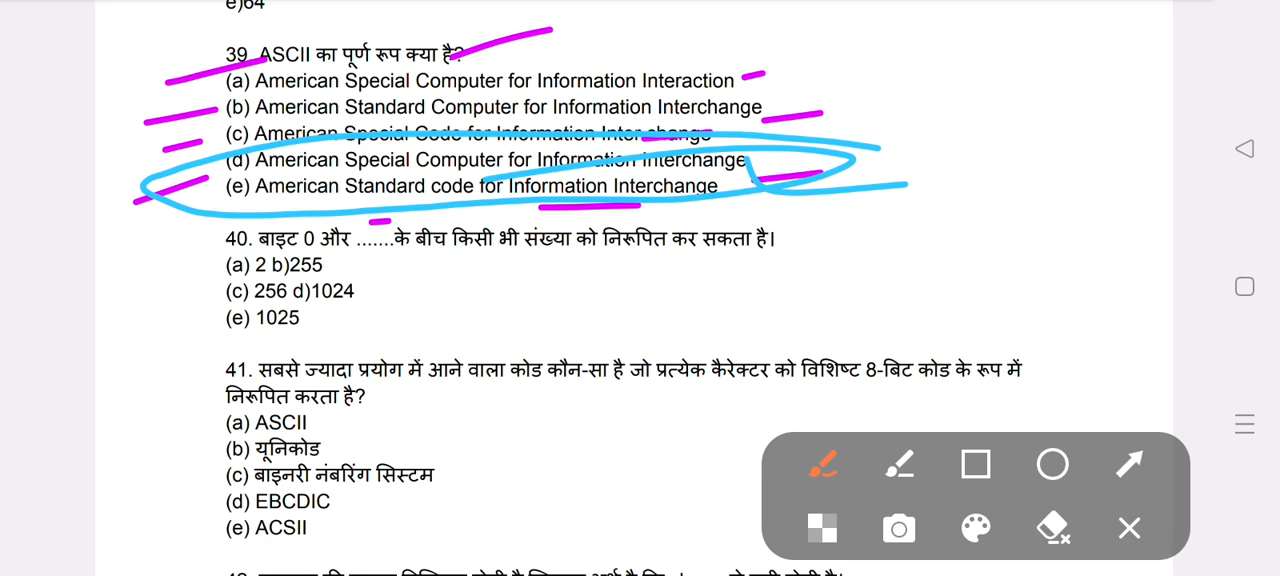 e)64
39. ASCII का पूर्ण रूप क्या है?
(a) American Special Computer for Information Interaction
(b) American Standard Computer for Information Interchange
(c) American Special Code for Information Inter change
(d) American Special Computer for Information Interchange
(e) American Standard code for Information Interchange
40. बाइट 0 और .......के बीच किसी भी संख्या को निरूपित कर सकता है।
(a) 2 b)255
(c) 256 d)1024
(e) 1025
41. सबसे ज्यादा प्रयोग में आने वाला कोड कौन-सा है जो प्रत्येक कैरेक्टर को विशिष्ट 8-बिट कोड के रूप में
निरूपित करता है?
(a) ASCII
(b) यूनिकोड
(c) बाइनरी नंबरिंग सिस्टम
(d) EBCDIC
(e) ACSII